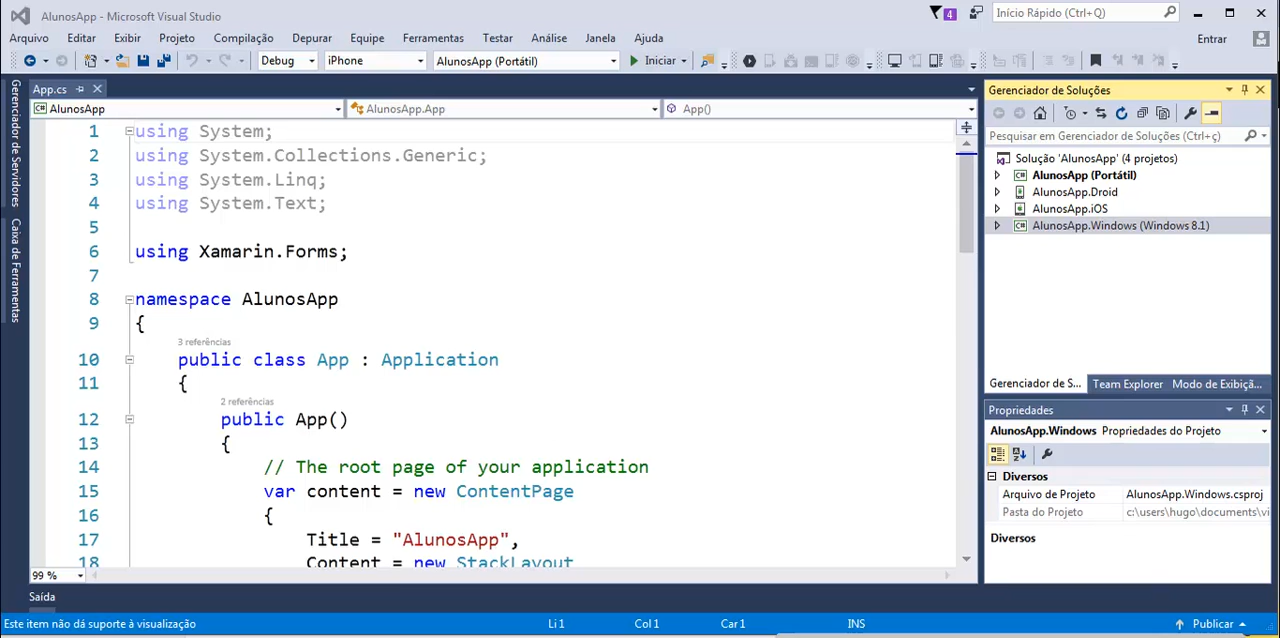 AlunosApp - Microsoft Visual Studio
4
Início Rápido (Ctrl+Q)
Arquivo Editar Exibir Projeto Compilação Depurar Equipe Ferramentas Testar Análise Janela Ajuda
Entrar
Debug iPhone AlunosApp (Portátil) Iniciar
Gerenciador de Servidores
Caixa de Ferramentas
App.cs
AlunosApp AlunosApp.App App()
1 using System;
2 using System.Collections.Generic;
3 using System.Linq;
4 using System.Text;
5
6 using Xamarin.Forms;
7
8 namespace AlunosApp
9 {
3 referências
10 public class App : Application
11 {
2 referências
12 public App()
13 {
14 // The root page of your application
15 var content = new ContentPage
16 {
17 Title = "AlunosApp",
18 Content = new StackLayout
99 %
Gerenciador de Soluções
Pesquisar em Gerenciador de Soluções (Ctrl+ç)
Solução 'AlunosApp' (4 projetos)
AlunosApp (Portátil)
AlunosApp.Droid
AlunosApp.iOS
AlunosApp.Windows (Windows 8.1)
Gerenciador de S... Team Explorer Modo de Exibiçã...
Propriedades
AlunosApp.Windows Propriedades do Projeto
Diversos
Arquivo de Projeto AlunosApp.Windows.csproj
Pasta do Projeto c:\users\hugo\documents\vi
Diversos
Saída
Este item não dá suporte à visualização Li 1 Col 1 Car 1 INS Publicar